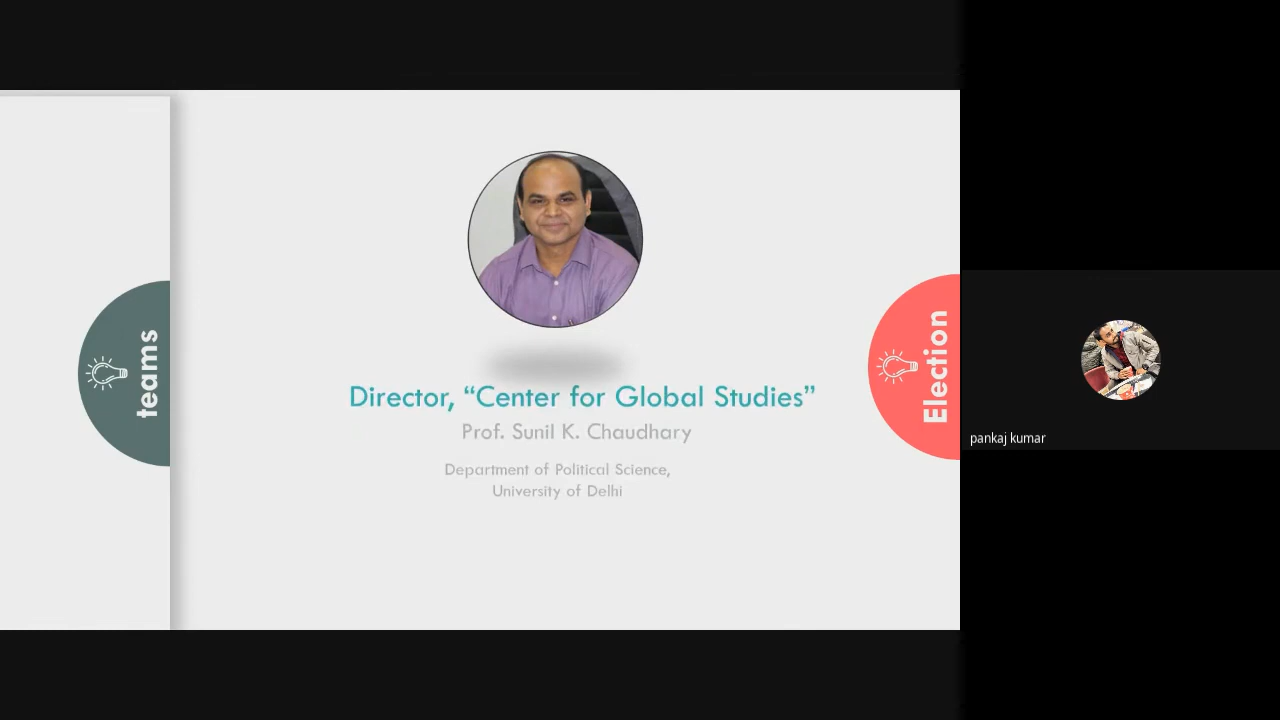 teams
Director, “Center for Global Studies”
Prof. Sunil K. Chaudhary
Department of Political Science,
University of Delhi
Election
pankaj kumar